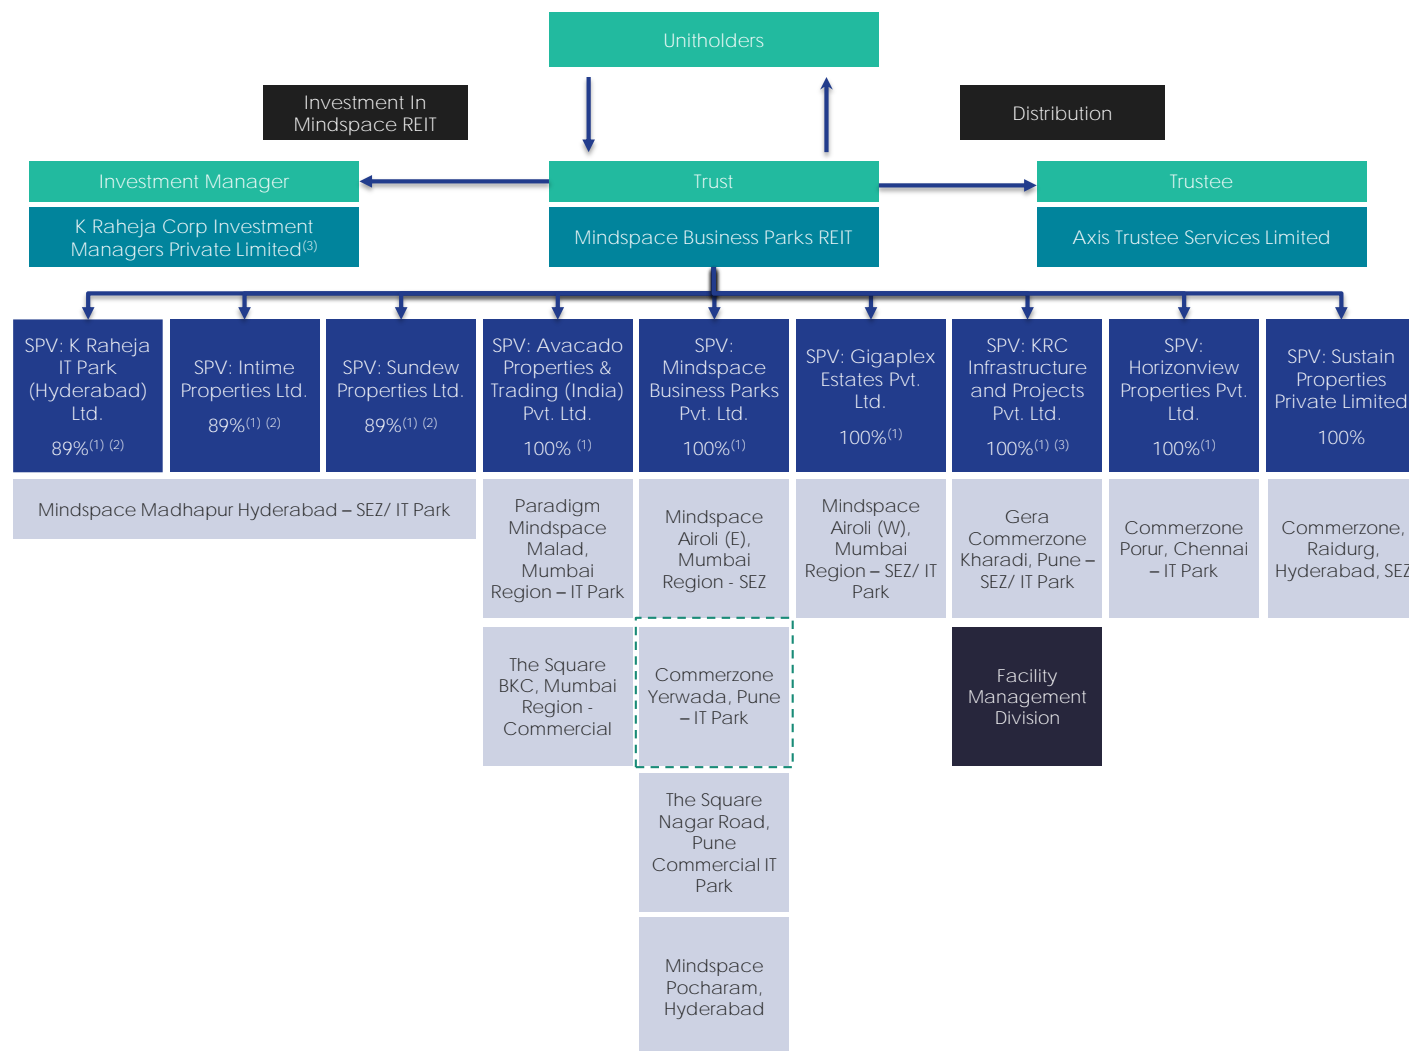 Unitholders
Investment In
Mindspace REIT
Distribution
Investment Manager
Trust
Trustee
K Raheja Corp Investment
Managers Private Limited(3)
Mindspace Business Parks REIT
Axis Trustee Services Limited
SPV: K Raheja
IT Park
(Hyderabad)
Ltd.
89%(1) (2)
SPV: Intime
Properties Ltd.
89%(1) (2)
SPV: Sundew
Properties Ltd.
89%(1) (2)
SPV: Avacado
Properties &
Trading (India)
Pvt. Ltd.
100% (1)
SPV:
Mindspace
Business Parks
Pvt. Ltd.
100%(1)
SPV: Gigaplex
Estates Pvt.
Ltd.
100%(1)
SPV: KRC
Infrastructure
and Projects
Pvt. Ltd.
100%(1) (3)
SPV:
Horizonview
Properties Pvt.
Ltd.
100%(1)
SPV: Sustain
Properties
Private Limited
100%
Mindspace Madhapur Hyderabad – SEZ/ IT Park
Paradigm
Mindspace
Malad,
Mumbai
Region – IT Park
Mindspace
Airoli (E),
Mumbai
Region - SEZ
Mindspace
Airoli (W),
Mumbai
Region – SEZ/ IT
Park
Gera
Commerzone
Kharadi, Pune –
SEZ/ IT Park
Commerzone
Porur, Chennai
– IT Park
Commerzone,
Raidurg,
Hyderabad, SEZ
The Square
BKC, Mumbai
Region -
Commercial
Commerzone
Yerwada, Pune
– IT Park
Facility
Management
Division
The Square
Nagar Road,
Pune
Commercial IT
Park
Mindspace
Pocharam,
Hyderabad